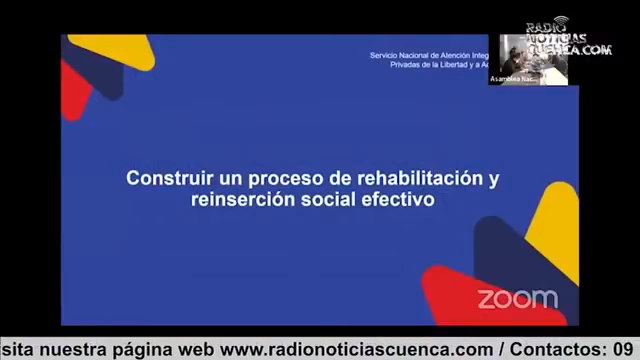 RADIO
NOTICIAS
CUENCA.COM
Servicio Nacional de Atención Integ
Privadas de la Libertad y a A
Asamblea Nac...
Construir un proceso de rehabilitación y
reinserción social efectivo
zoom
sita nuestra página web www.radionoticiascuenca.com / Contactos: 09